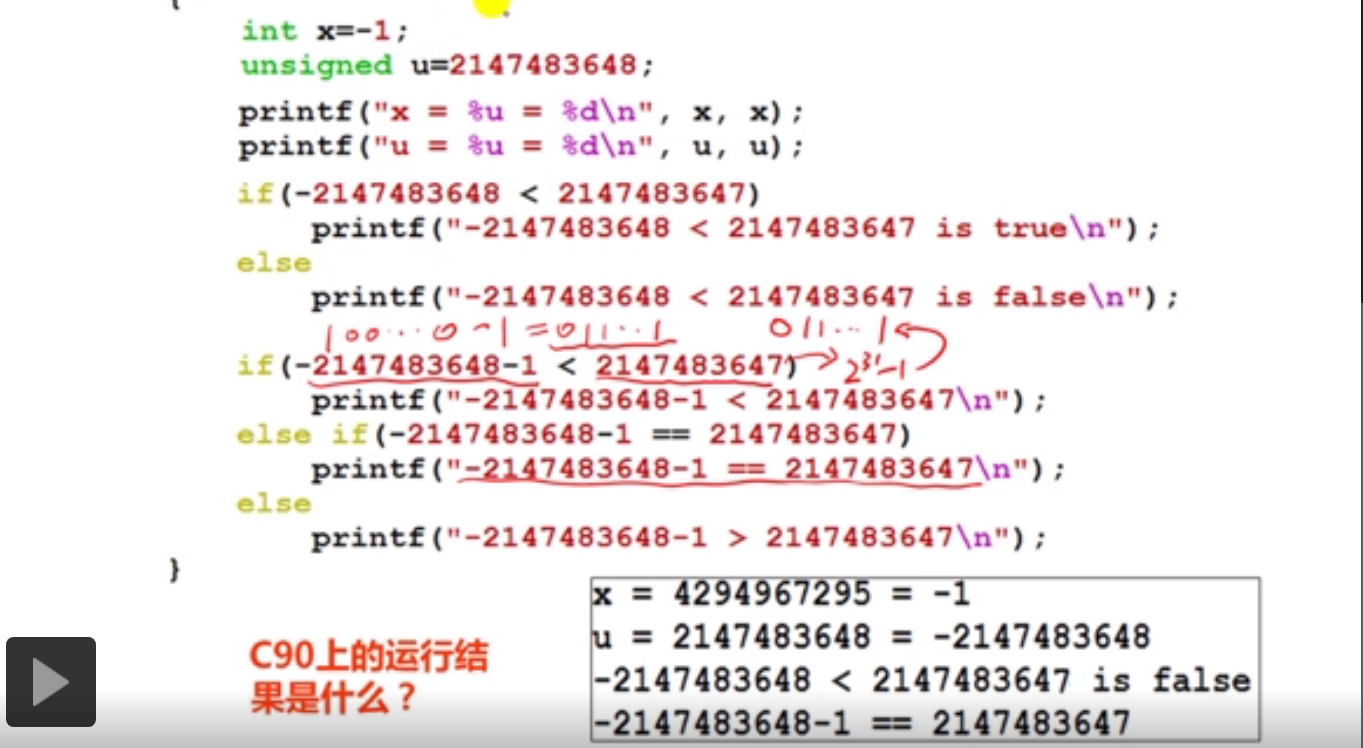 {
int x=-1;
unsigned u=2147483648;
printf("x = %u = %d\n", x, x);
printf("u = %u = %d\n", u, u);
if(-2147483648 < 2147483647)
printf("-2147483648 < 2147483647 is true\n");
else
printf("-2147483648 < 2147483647 is false\n");
100···0-1=011··1 011···1
if(-2147483648-1 < 2147483647) → 2³¹-1
printf("-2147483648-1 < 2147483647\n");
else if(-2147483648-1 == 2147483647)
printf("-2147483648-1 == 2147483647\n");
else
printf("-2147483648-1 > 2147483647\n");
}
x = 4294967295 = -1
u = 2147483648 = -2147483648
-2147483648 < 2147483647 is false
-2147483648-1 == 2147483647
C90上的运行结
果是什么？